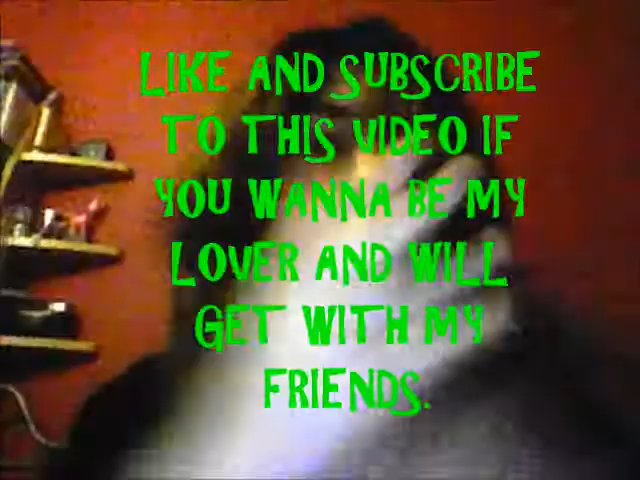 LIKE AND SUBSCRIBE
TO THIS VIDEO IF
YOU WANNA BE MY
LOVER AND WILL
GET WITH MY
FRIENDS.